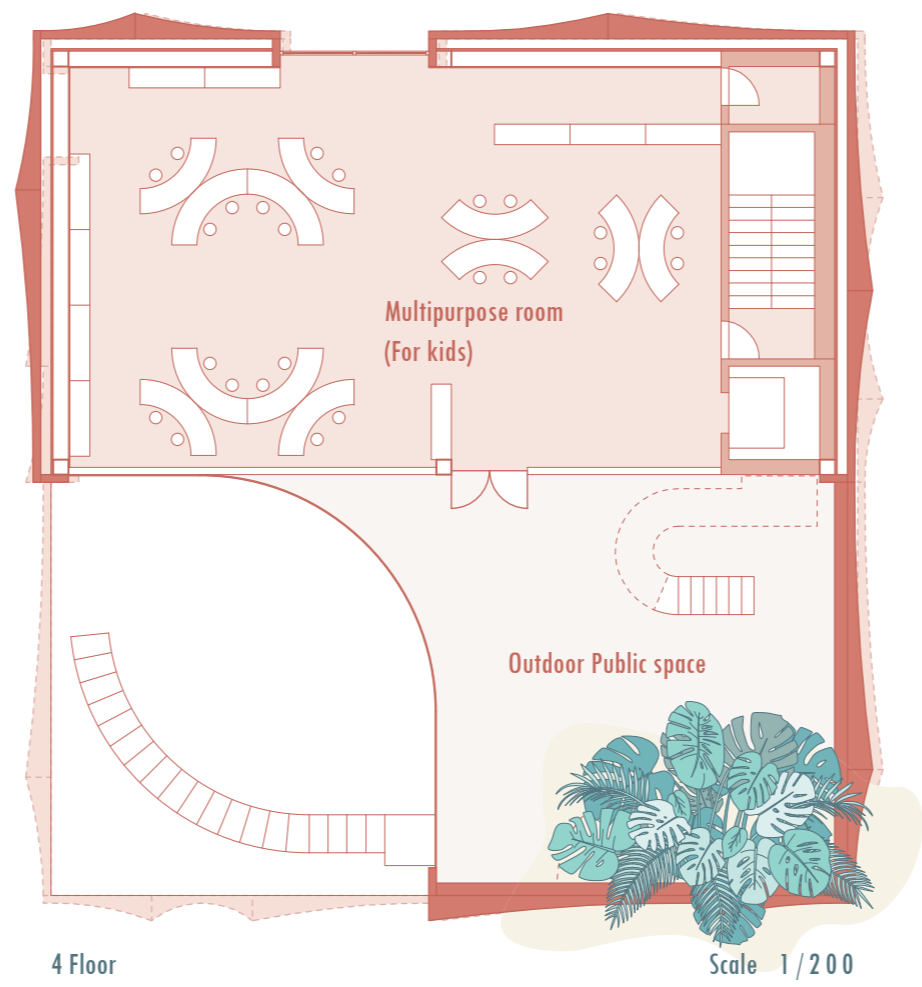 Multipurpose room
(For kids)
Outdoor Public space
4 Floor
Scale 1/200